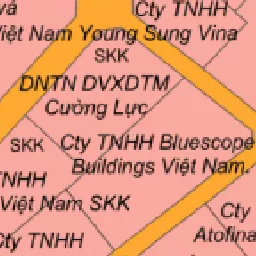 Cty TNHH
Việt Nam Young Sung Vina
SKK
DNTN DVXDTM
Cường Lực
SKK
Cty TNHH Bluescope
Buildings Việt Nam.
TNHH
Việt Nam SKK
Cty
Atofina
Cty TNHH